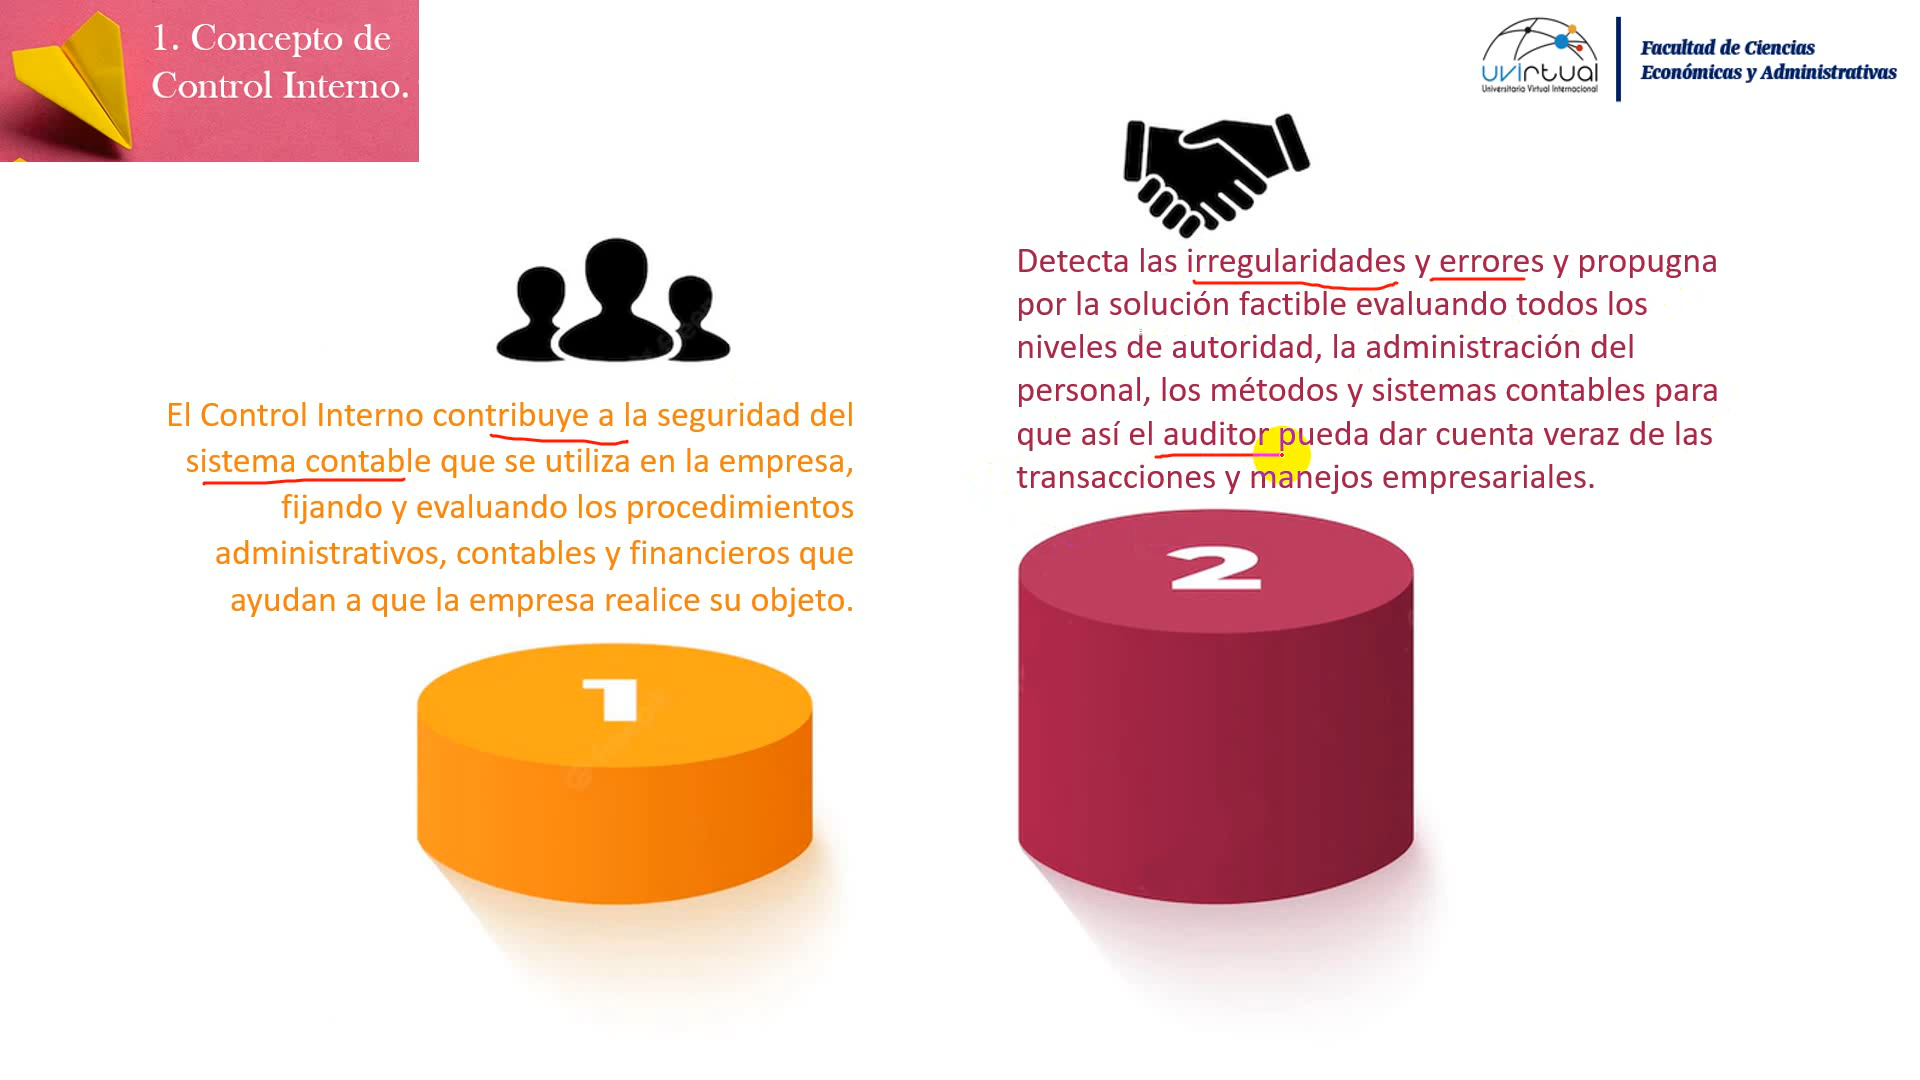 1. Concepto de
Control Interno.
uvirtual
Universitaria Virtual Internacional
Facultad de Ciencias
Económicas y Administrativas
El Control Interno contribuye a la seguridad del
sistema contable que se utiliza en la empresa,
fijando y evaluando los procedimientos
administrativos, contables y financieros que
ayudan a que la empresa realice su objeto.
1
Detecta las irregularidades y errores y propugna
por la solución factible evaluando todos los
niveles de autoridad, la administración del
personal, los métodos y sistemas contables para
que así el auditor pueda dar cuenta veraz de las
transacciones y manejos empresariales.
2